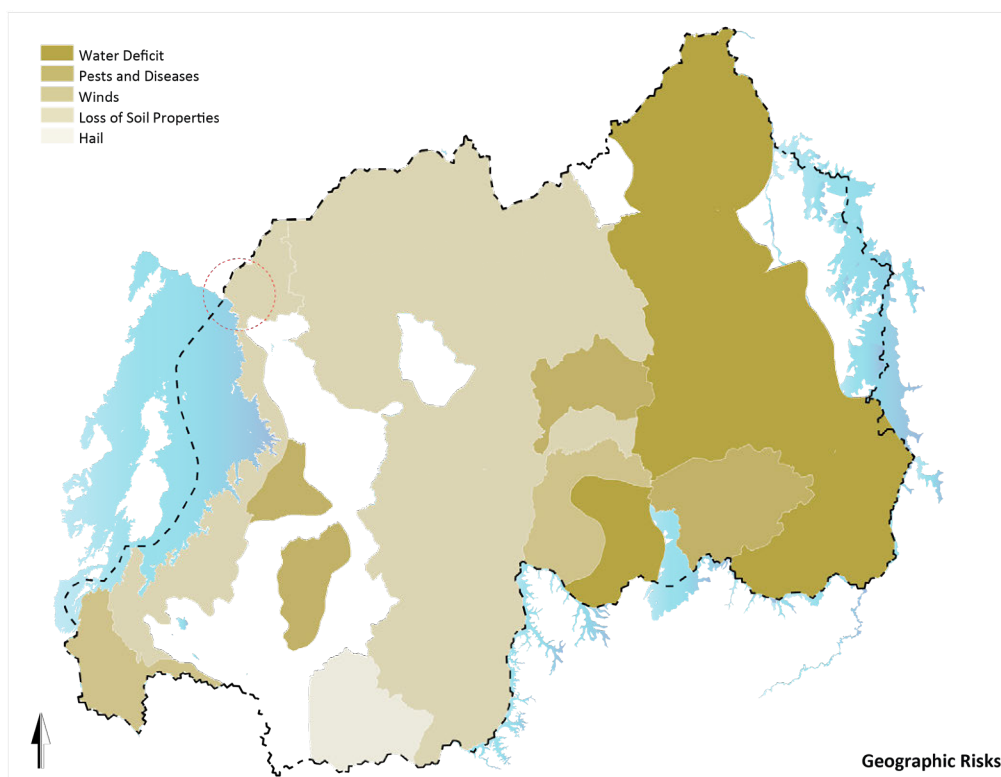 Water Deficit
Pests and Diseases
Winds
Loss of Soil Properties
Hail
Geographic Risks